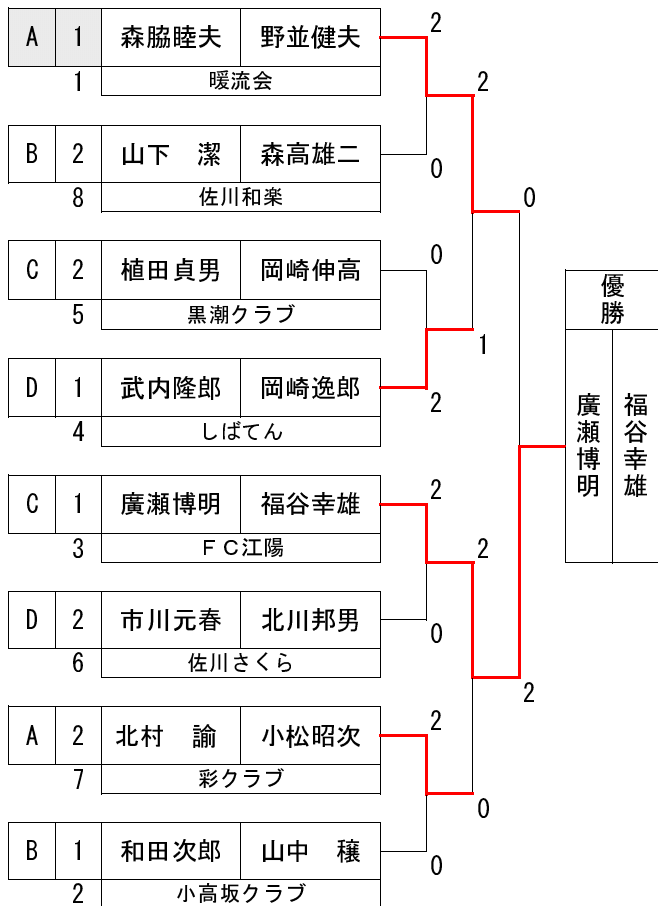 A 1 森脇睦夫 野並健夫
1 暖流会
2
2
B 2 山下　潔 森高雄二
8 佐川和楽
0
0
C 2 植田貞男 岡崎伸高
5 黒潮クラブ
0
1
D 1 武内隆郎 岡崎逸郎
4 しばてん
2
C 1 廣瀬博明 福谷幸雄
3 ＦＣ江陽
2
2
D 2 市川元春 北川邦男
6 佐川さくら
0
2
A 2 北村　諭 小松昭次
7 彩クラブ
2
0
B 1 和田次郎 山中　穣
2 小高坂クラブ
0
優勝
廣瀬博明
福谷幸雄